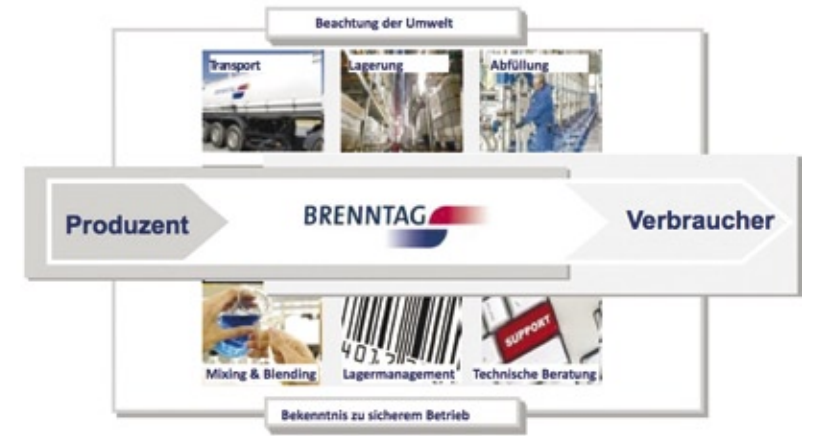 Beachtung der Umwelt
Transport
Lagerung
Abfüllung
Produzent
BRENNTAG
Verbraucher
SUPPORT
Mixing & Blending
Lagermanagement
Technische Beratung
Bekenntnis zu sicherem Betrieb